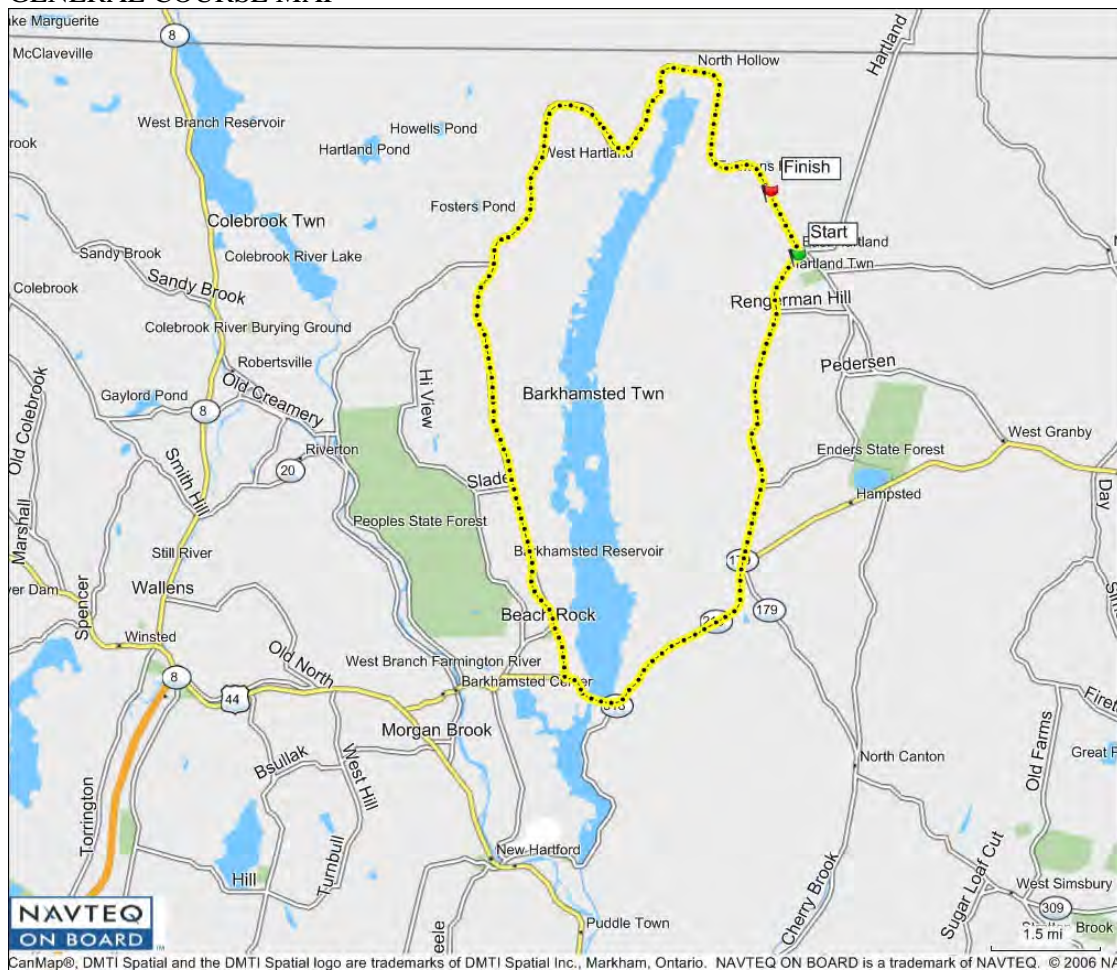 GENERAL COURSE MAP
ke Marguerite
8
McClaveville
North Hollow
Hartland
West Branch Reservoir
Howells Pond
rook
Hartland Pond
West Hartland
Finish
Fosters Pond
Colebrook Twn
Start
East Hartland
Sandy Brook
Colebrook River Lake
Hartland Twn
Sandy Brook
Colebrook
Rengerman Hill
Colebrook River Burying Ground
Robertsville
Pedersen
Old Creamery
Hi View
Gaylord Pond
Barkhamsted Twn
8
Old Colebrook
West Granby
Riverton
Enders State Forest
20
Smith Hill
Slade
Day
Hampsted
Marshall
Peoples State Forest
Still River
Barkhamsted Reservoir
ver Dam
Wallens
Spencer
Beach Rock
179
Winsted
Old North
West Branch Farmington River
8
44
Barkhamsted Center
318
Morgan Brook
Old Farms
Bsullak
West Hill
North Canton
Great P
Torrington
Turnbull
New Hartford
Hill
Cherry Brook
Sugar Loaf Cut
West Simsbury
309
NAVTEQ
ON BOARD
Puddle Town
Brook
eele
1.5 mi
CanMap®, DMTI Spatial and the DMTI Spatial logo are trademarks of DMTI Spatial Inc., Markham, Ontario. NAVTEQ ON BOARD is a trademark of NAVTEQ. © 2006 NA